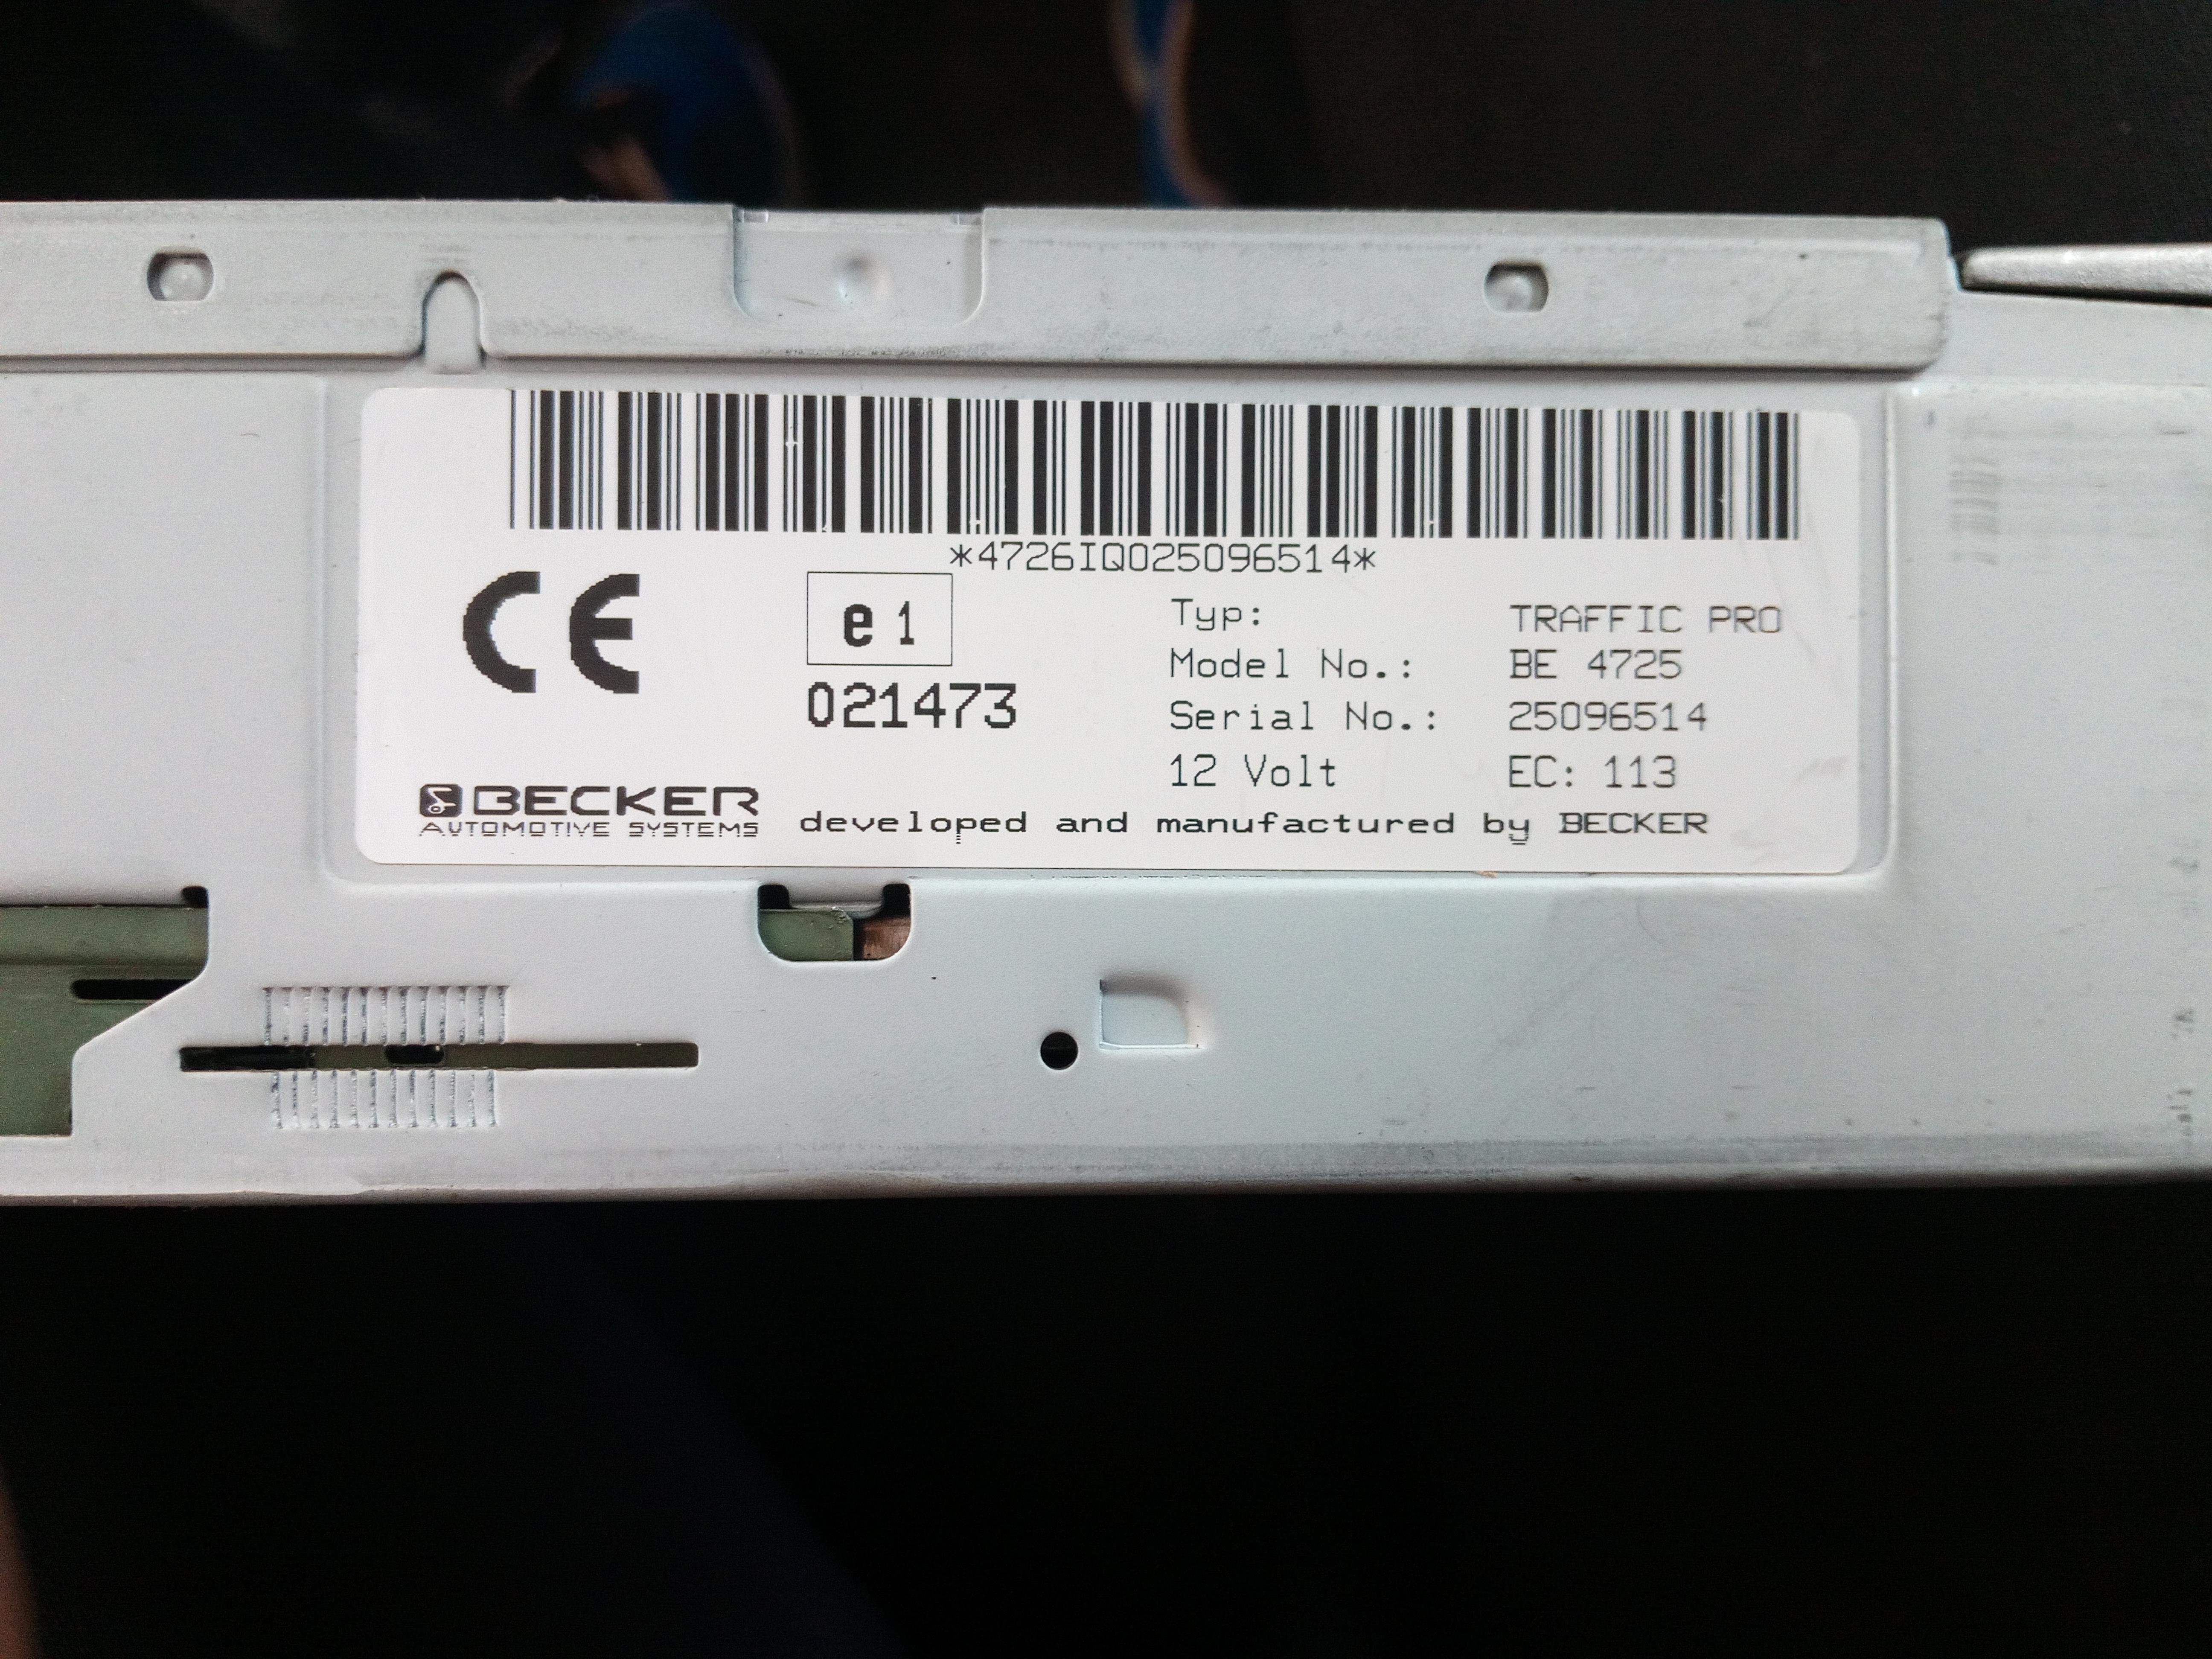 *4726IQ025096514*
CE
e 1
021473
Typ: TRAFFIC PRO
Model No.: BE 4725
Serial No.: 25096514
12 Volt EC: 113
BECKER
AUTOMOTIVE SYSTEMS
developed and manufactured by BECKER